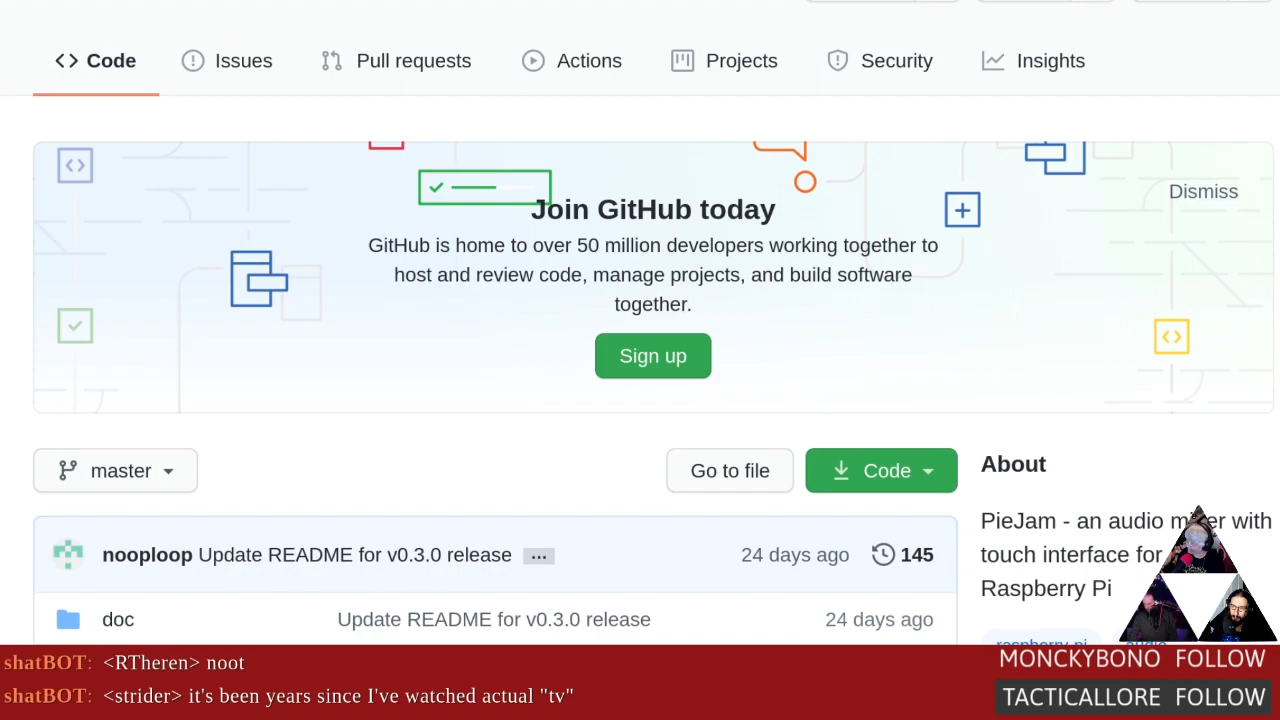 Code Issues Pull requests Actions Projects Security Insights
Dismiss
Join GitHub today
GitHub is home to over 50 million developers working together to
host and review code, manage projects, and build software
together.
Sign up
master Go to file Code About
PieJam - an audio mixer with
touch interface for
Raspberry Pi
nooploop Update README for v0.3.0 release ... 24 days ago 145
doc Update README for v0.3.0 release 24 days ago
raspberry-pi audio
shatBOT: <RTheren> noot
shatBOT: <strider> it's been years since I've watched actual "tv"
MONCKYBONO FOLLOW
TACTICALLORE FOLLOW